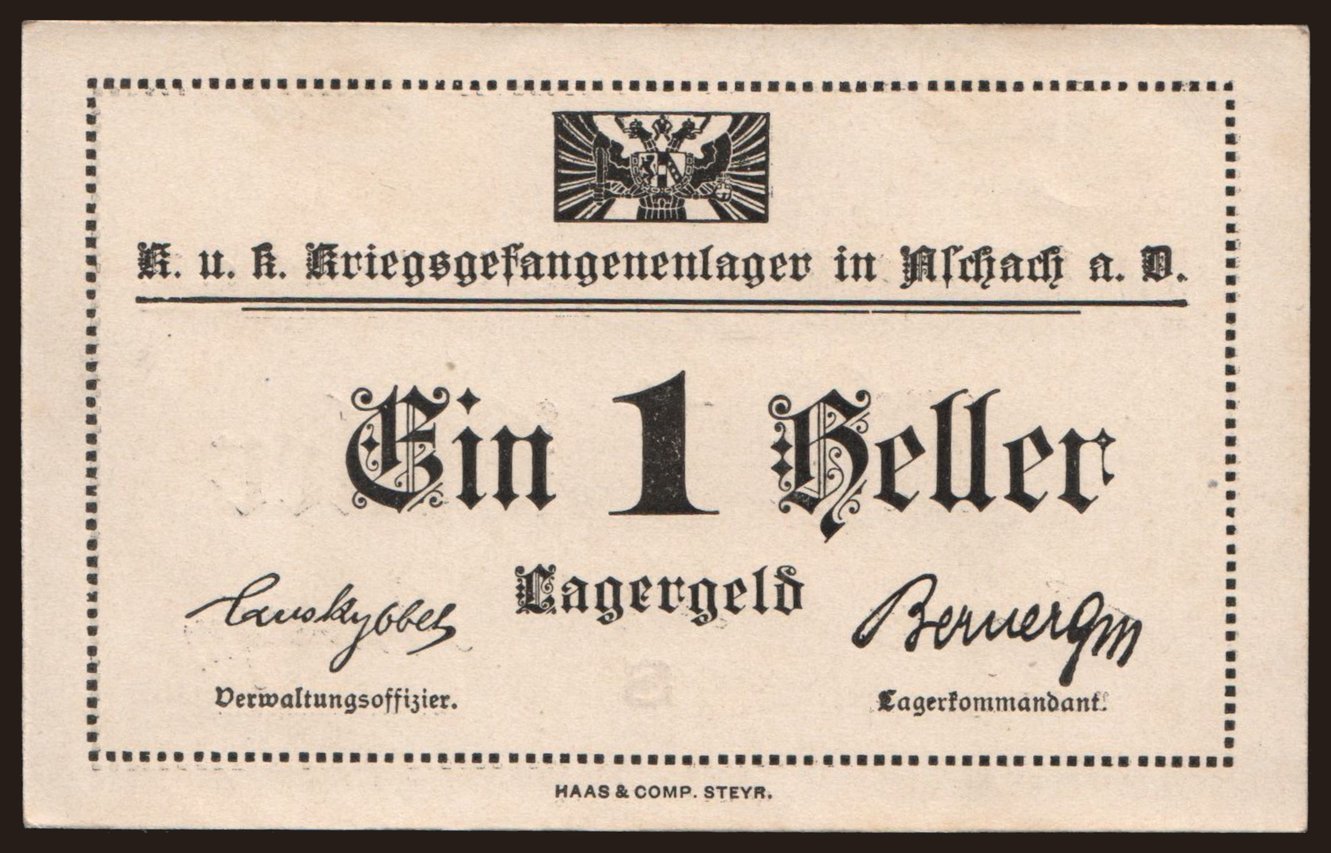 K. u. k. Kriegsgefangenenlager in Aschach a. D.
Ein 1 Heller
Lagergeld
Verwaltungsoffizier.
Lagerkommandant.
HAAS & COMP. STEYR.